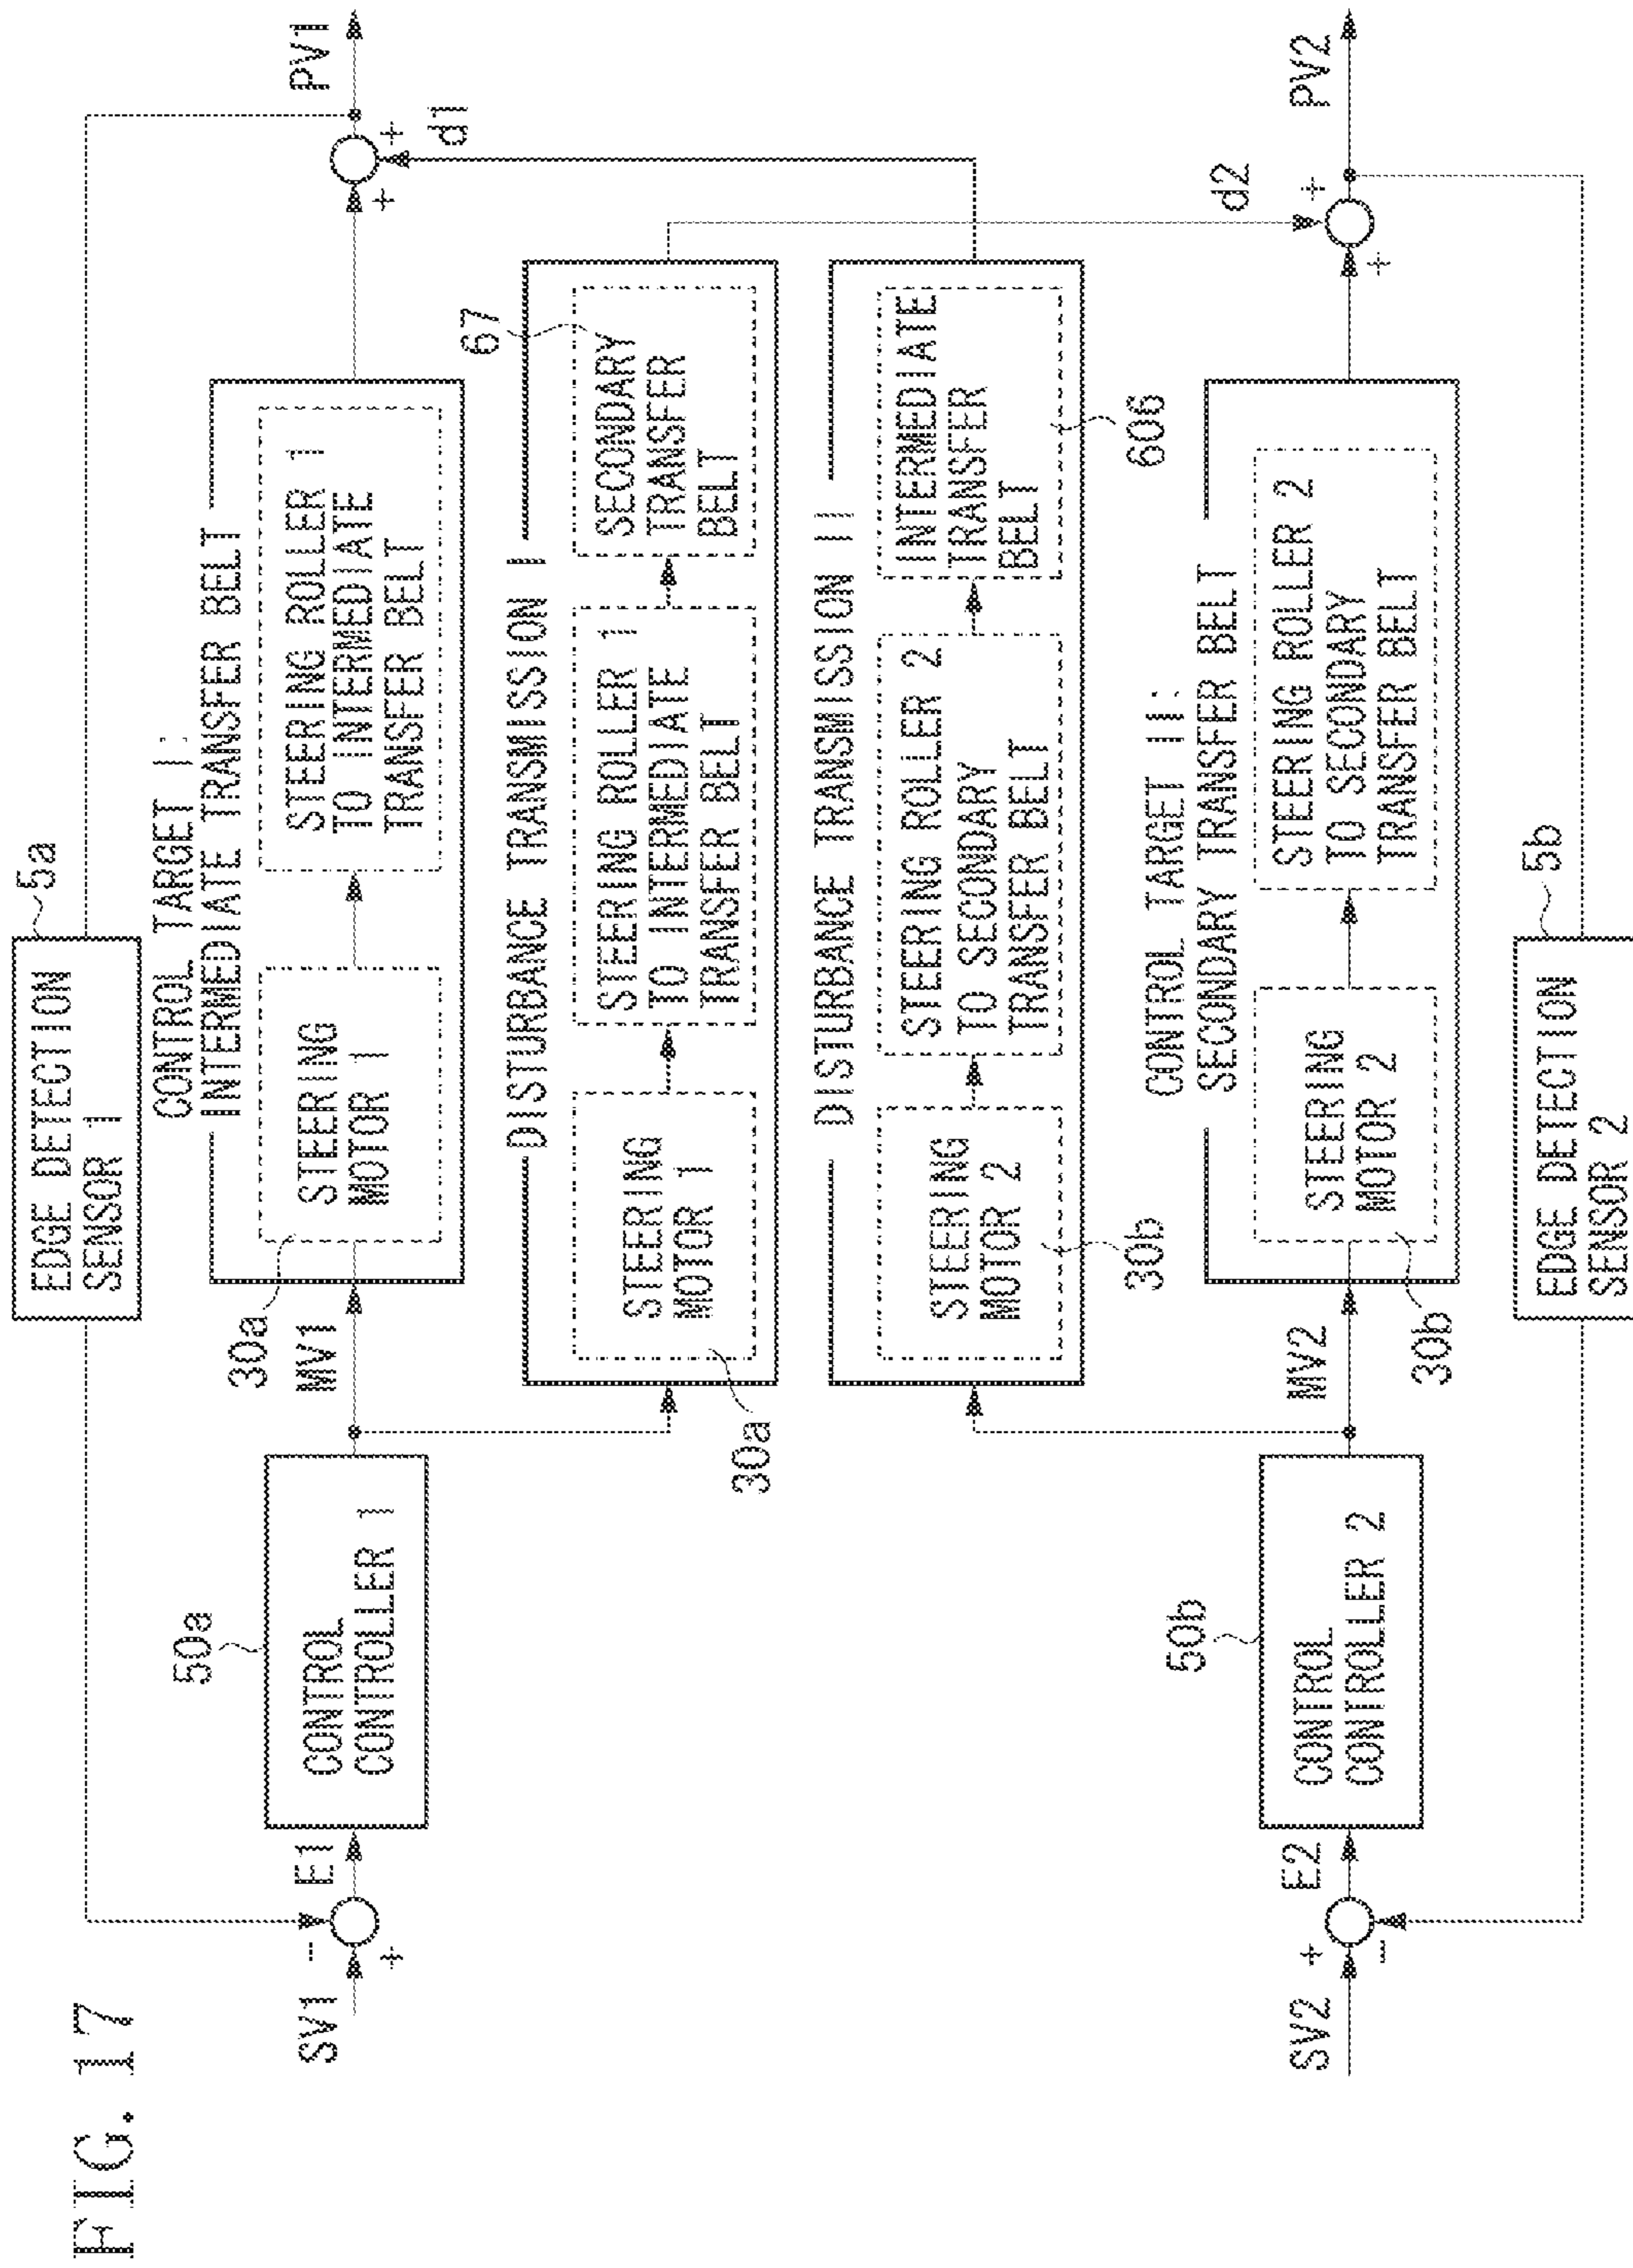 FIG. 17
5a
EDGE DETECTION
SENSOR 1
CONTROL TARGET I:
INTERMEDIATE TRANSFER BELT
SV1
-
+
E1
50a
CONTROL
CONTROLLER 1
MV1
30a
STEERING
MOTOR 1
STEERING ROLLER 1
TO INTERMEDIATE
TRANSFER BELT
+
+
PV1
d1
DISTURBANCE TRANSMISSION I
67
30a
STEERING
MOTOR 1
STEERING ROLLER 1
TO INTERMEDIATE
TRANSFER BELT
SECONDARY
TRANSFER
BELT
DISTURBANCE TRANSMISSION II
STEERING
MOTOR 2
30b
STEERING ROLLER 2
TO SECONDARY
TRANSFER BELT
INTERMEDIATE
TRANSFER
BELT
606
d2
CONTROL TARGET II:
SECONDARY TRANSFER BELT
SV2
+
-
E2
50b
CONTROL
CONTROLLER 2
MV2
30b
STEERING
MOTOR 2
STEERING ROLLER 2
TO SECONDARY
TRANSFER BELT
+
+
PV2
5b
EDGE DETECTION
SENSOR 2